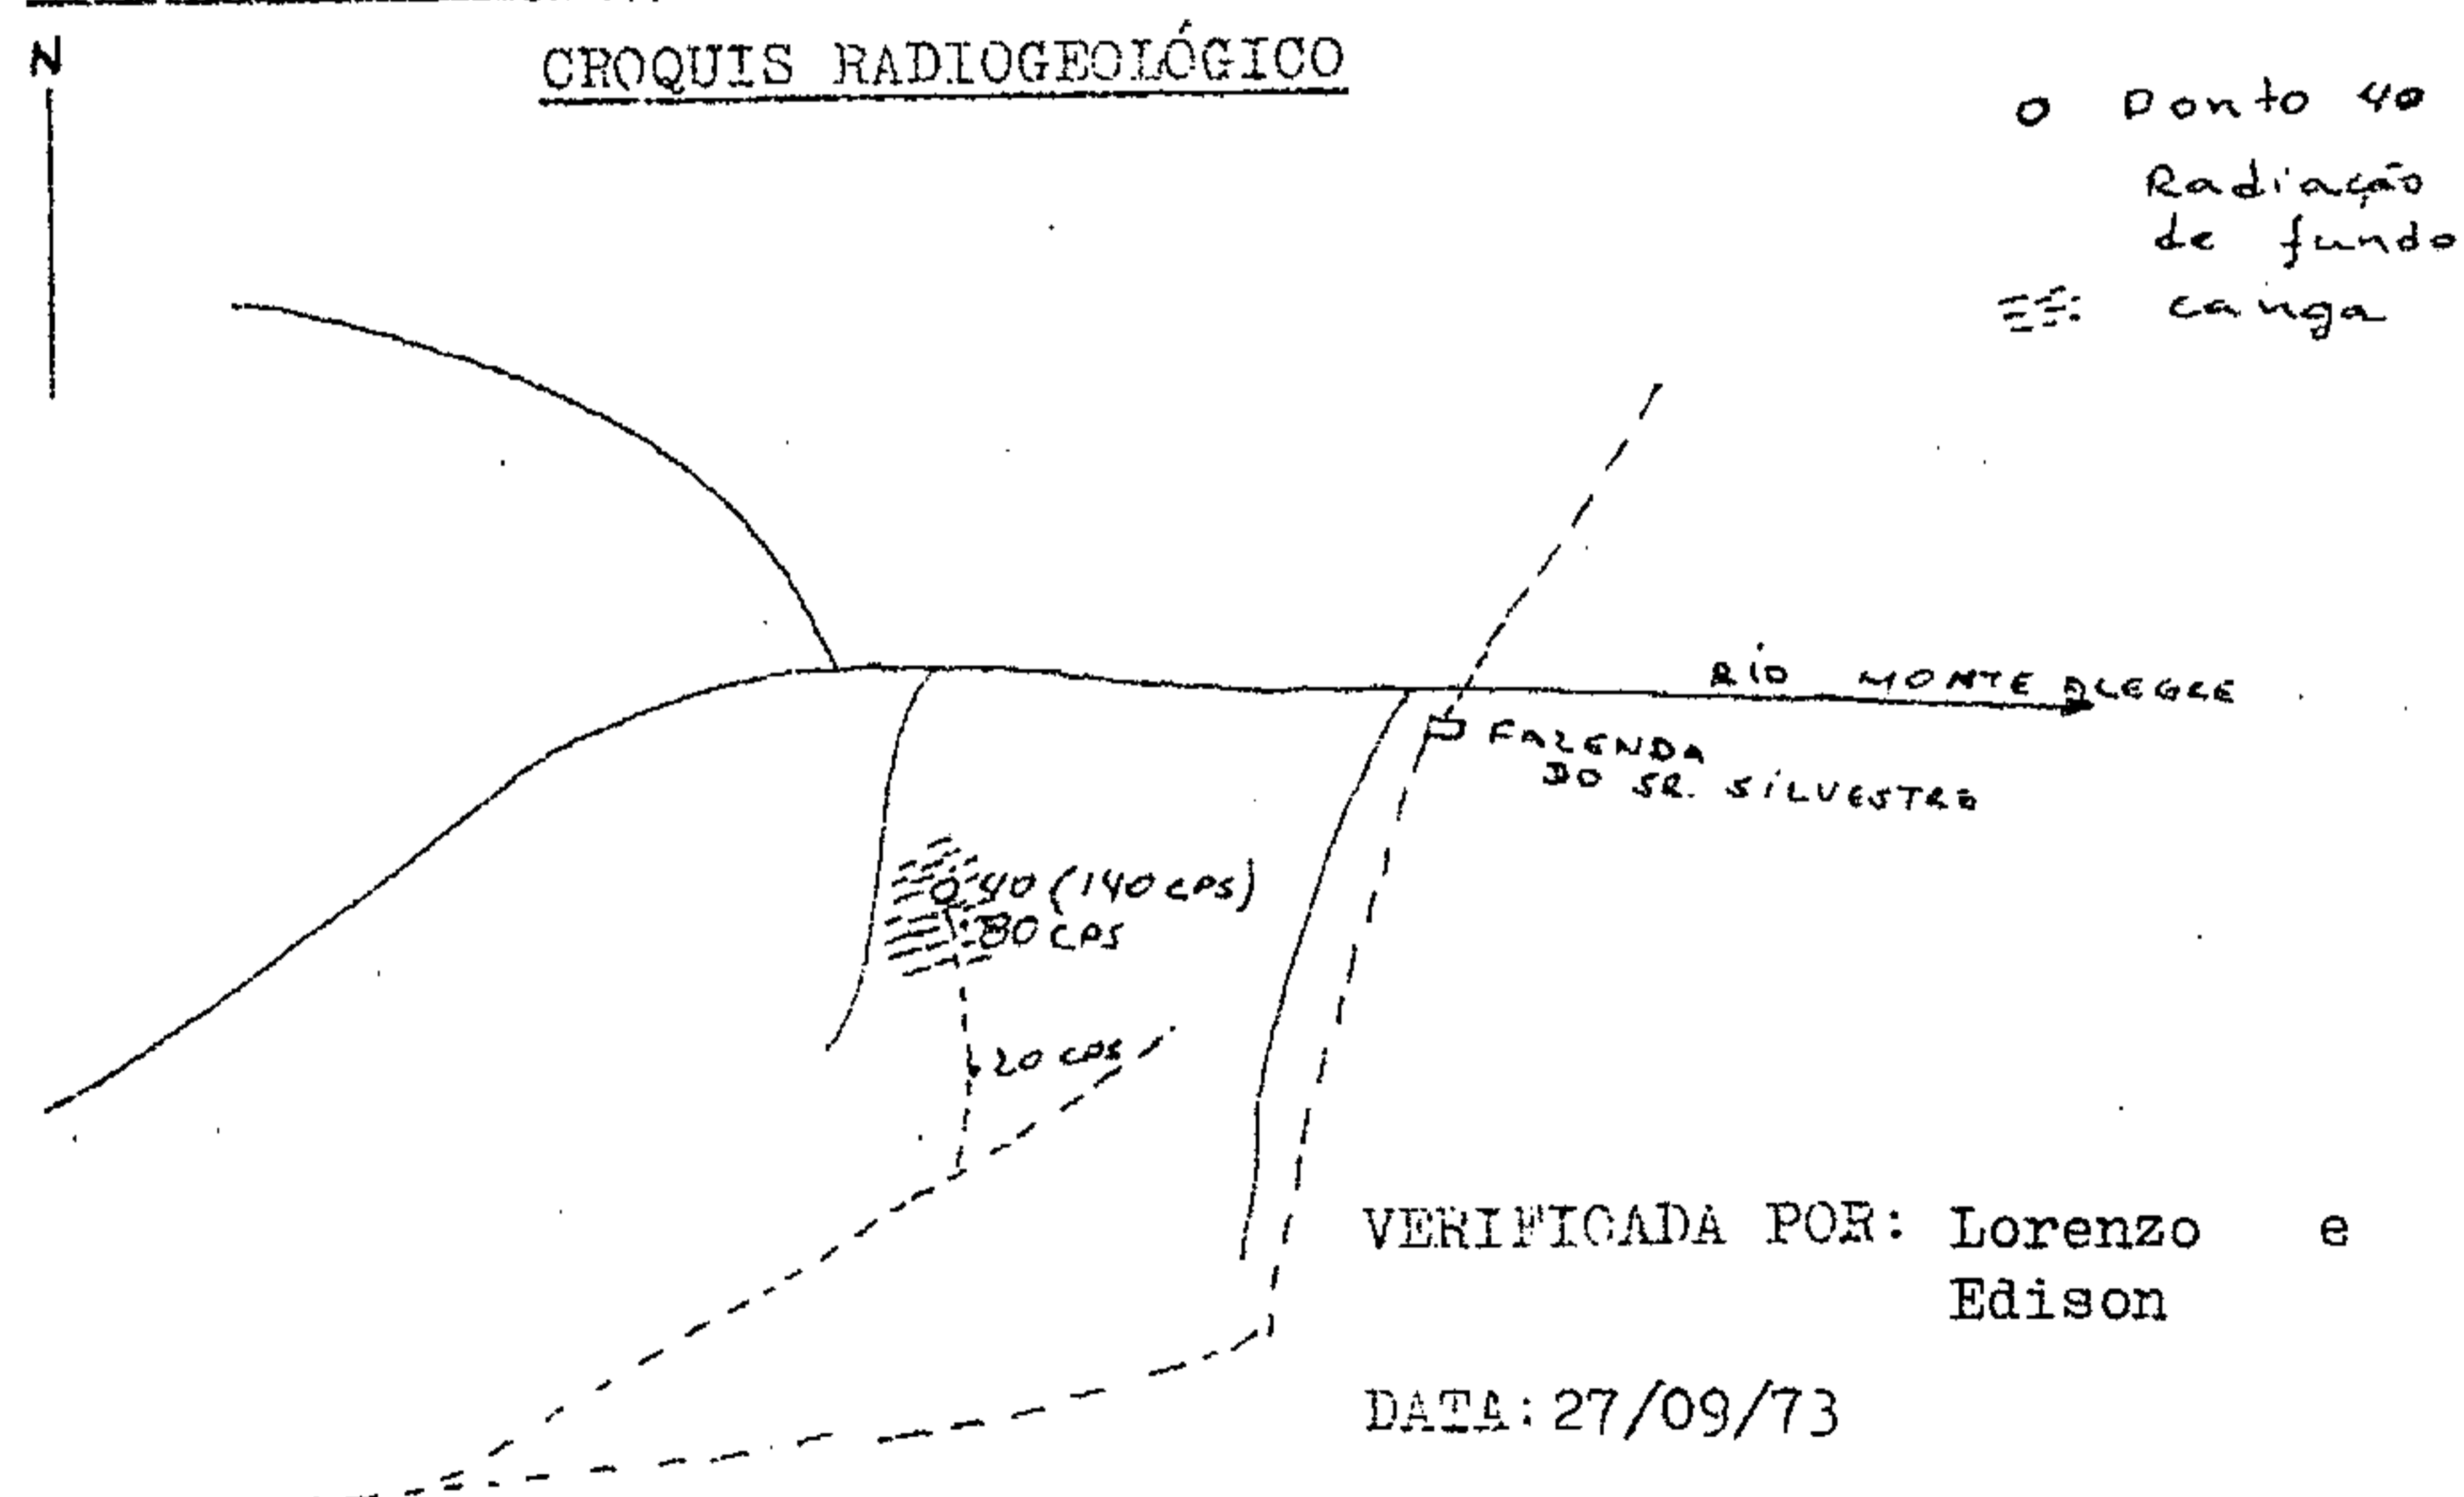 N
CROQUIS RADIOGEOLÓGICO
Ponto 40
Radiação
de fundo
canga
RIO MONTE ALEGRE
FAZENDA
DO SR. SILVESTRO
40 (140 cps)
80 cps
20 cps
VERIFICADA POR: Lorenzo e
Edison
DATA: 27/09/73